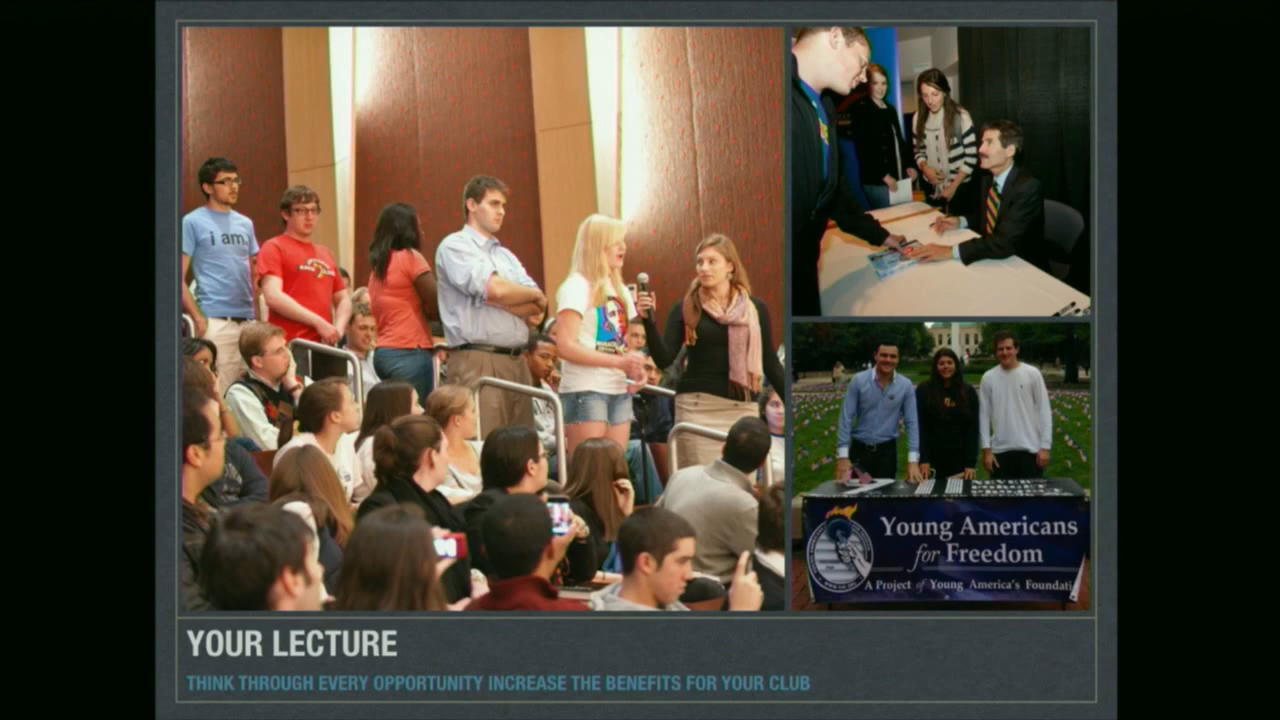 i am.
Young Americans
for Freedom
A Project of Young America's Foundati
YOUR LECTURE
THINK THROUGH EVERY OPPORTUNITY INCREASE THE BENEFITS FOR YOUR CLUB